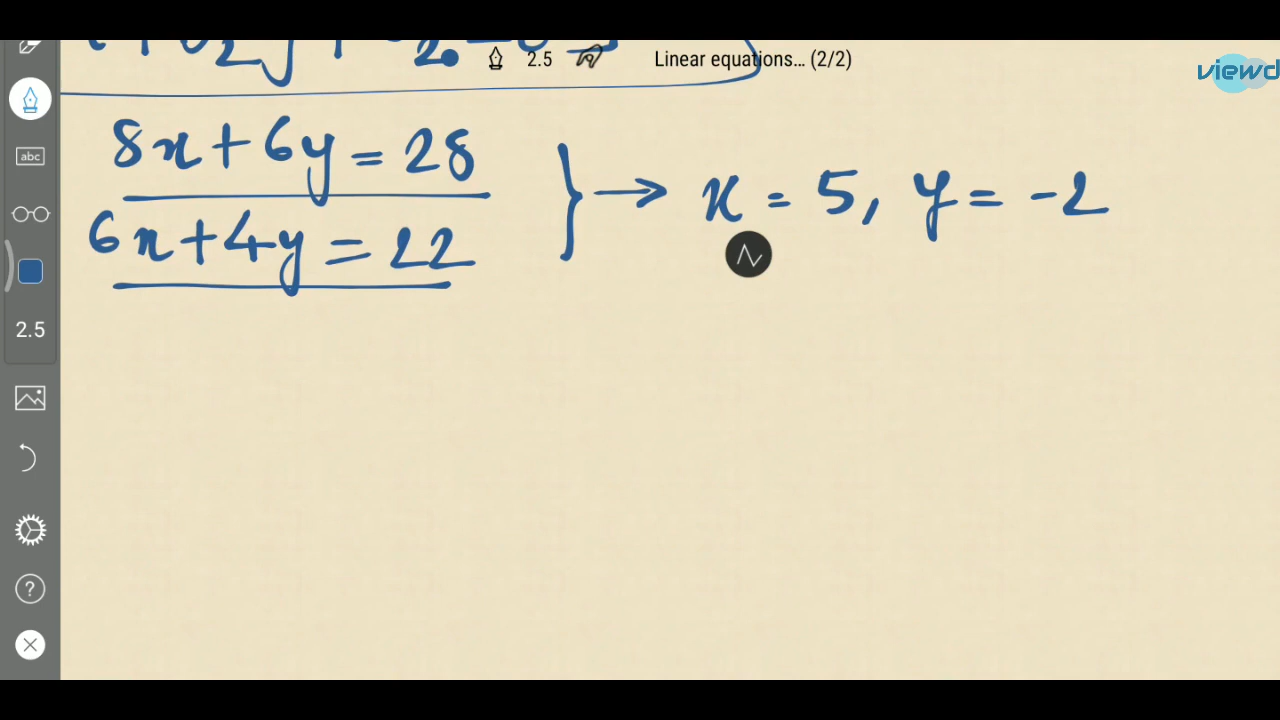 2.5 Linear equations... (2/2)
viewd
abc
8x+6y=28
6x+4y=22
x = 5, y = -2
2.5
?